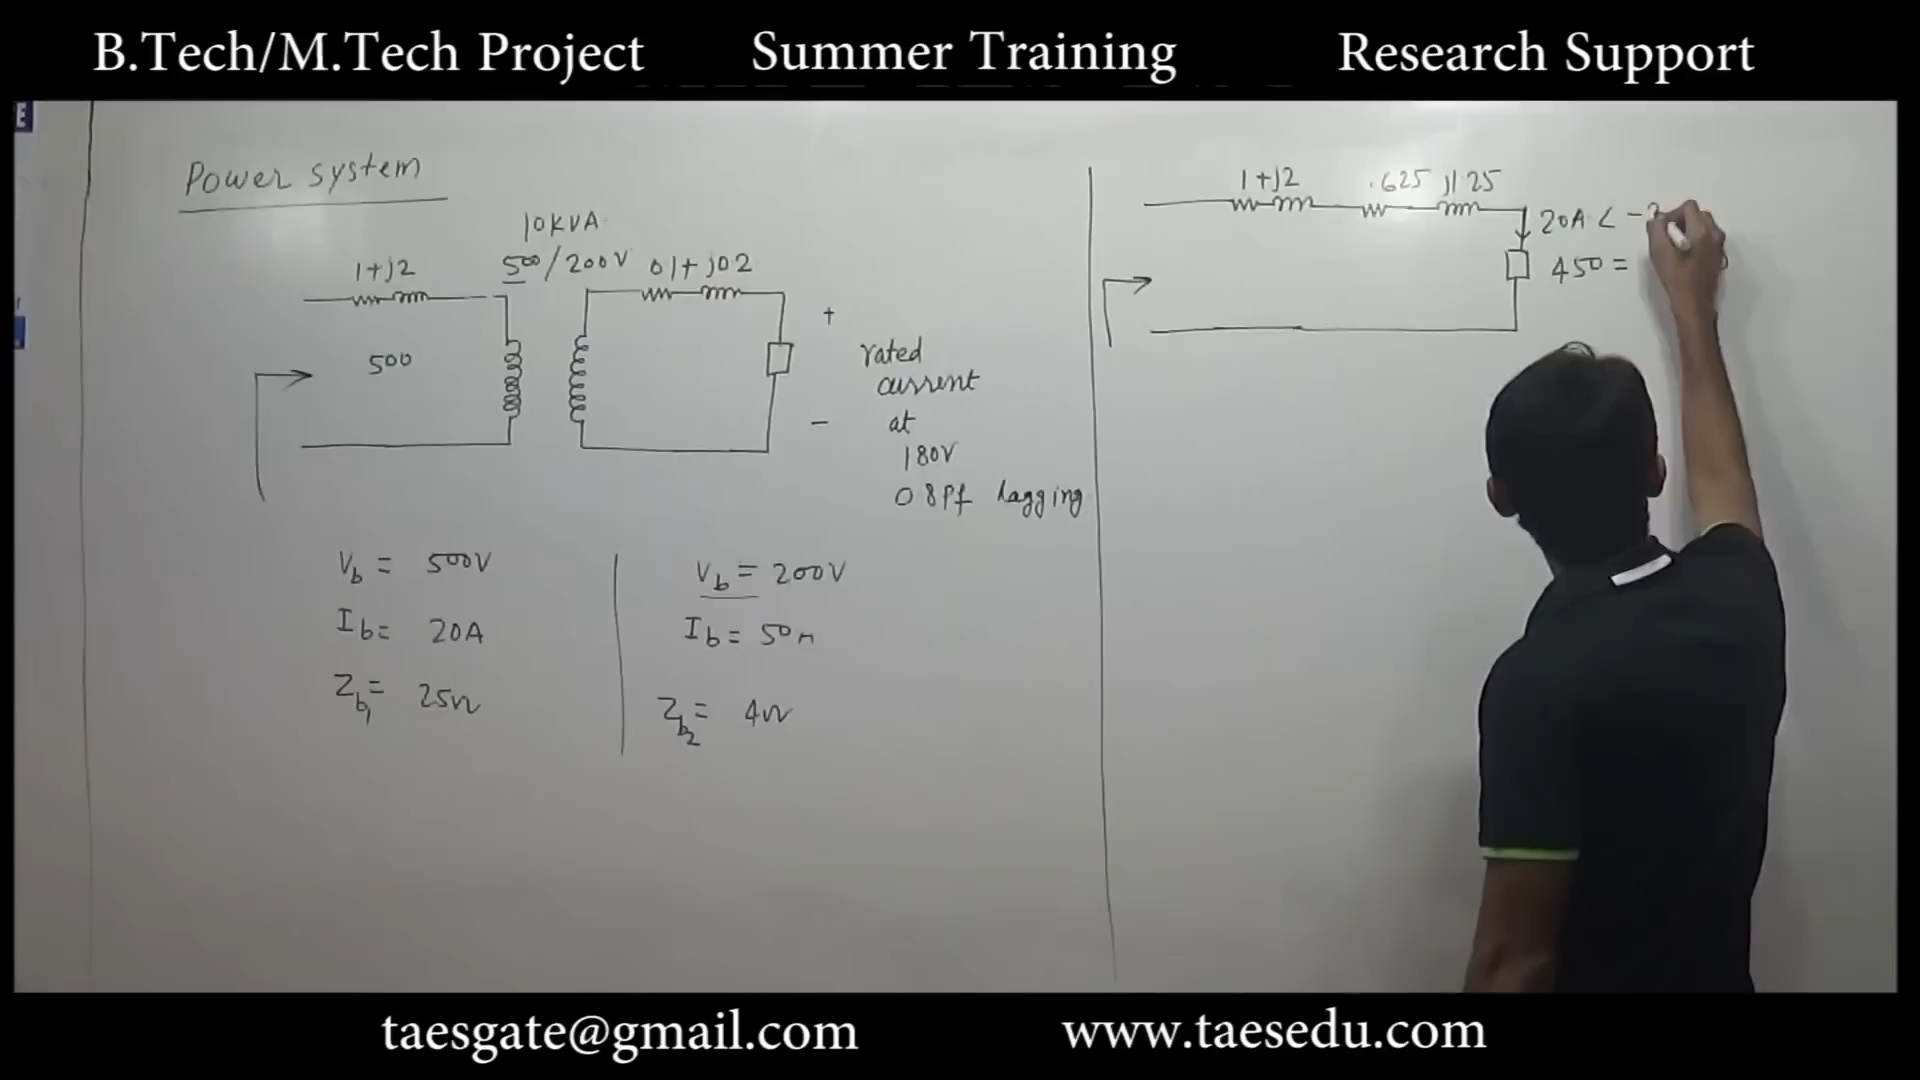 B.Tech/M.Tech Project
Summer Training
Research Support
E
Power system
10KVA
500/200V
1+j2
0 1+j0 2
500
+
-
rated
current
at
180V
0 8Pf lagging
Vb = 500V
Ib = 20A
Zb1 = 25Ω
Vb = 200V
Ib = 50A
Zb2 = 4Ω
1+j2
.625 j1 25
20A < -
450 =
taesgate@gmail.com
www.taesedu.com